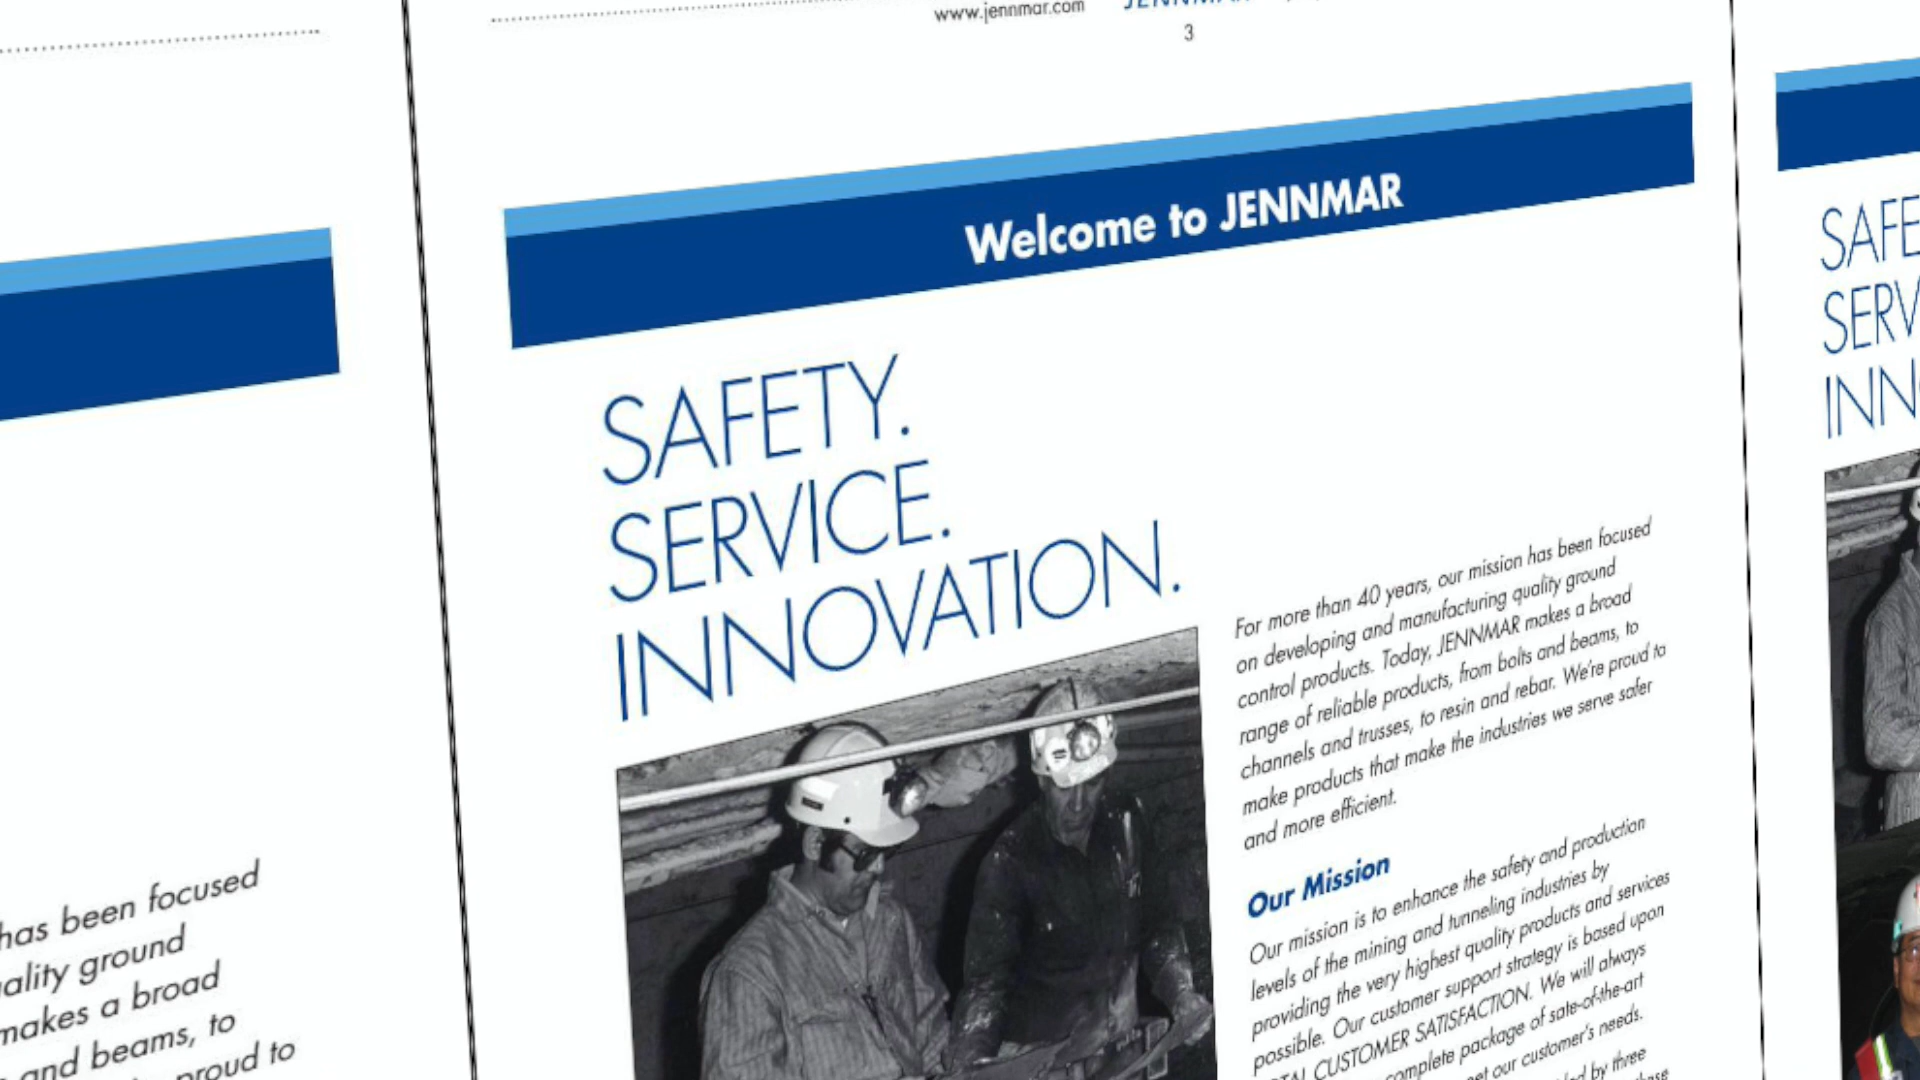 www.jennmar.com JENNMAR
3
Welcome to JENNMAR
SAFETY.
SERVICE.
INNOVATION.
For more than 40 years, our mission has been focused
on developing and manufacturing quality ground
control products. Today, JENNMAR makes a broad
range of reliable products, from bolts and beams, to
channels and trusses, to resin and rebar. We're proud to
make products that make the industries we serve safer
and more efficient.
Our Mission
Our mission is to enhance the safety and production
levels of the mining and tunneling industries by
providing the very highest quality products and services
possible. Our customer support strategy is based upon
CUSTOMER SATISFACTION. We will always
complete package of sate-of-the-art
our customer's needs.
by three
has been focused
ground
makes a broad
and beams, to
proud to
SAFE
SERV
INN